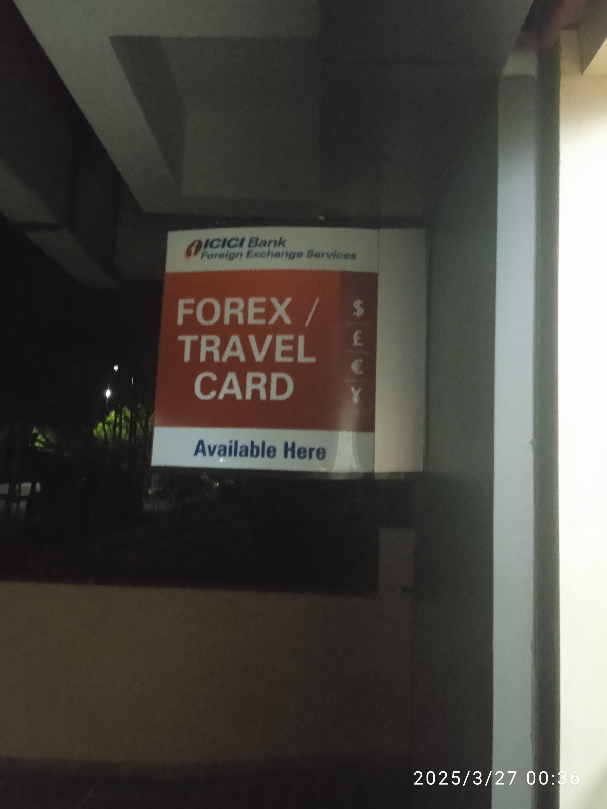 ICICI Bank
Foreign Exchange Services
FOREX /
TRAVEL
CARD
$
£
€
¥
Available Here
2025/3/27 00:36